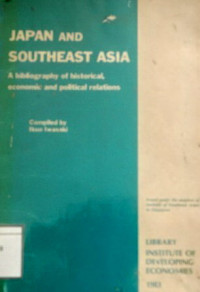 JAPAN AND
SOUTHEAST ASIA
A bibliography of historical,
economic and political relations
Compiled by
Ikuo Iwasaki
LIBRARY
INSTITUTE OF
DEVELOPING
ECONOMIES
1983